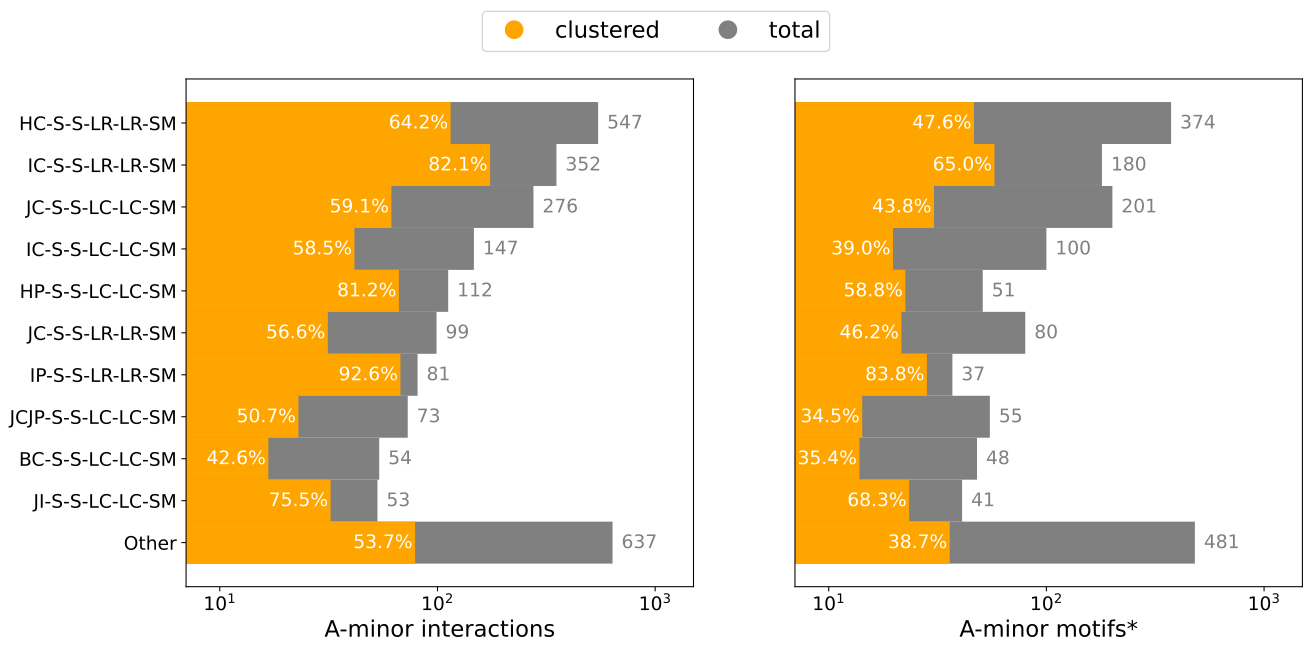 clustered total
HC-S-S-LR-LR-SM 64.2% 547 47.6% 374
IC-S-S-LR-LR-SM 82.1% 352 65.0% 180
JC-S-S-LC-LC-SM 59.1% 276 43.8% 201
IC-S-S-LC-LC-SM 58.5% 147 39.0% 100
HP-S-S-LC-LC-SM 81.2% 112 58.8% 51
JC-S-S-LR-LR-SM 56.6% 99 46.2% 80
IP-S-S-LR-LR-SM 92.6% 81 83.8% 37
JCJP-S-S-LC-LC-SM 50.7% 73 34.5% 55
BC-S-S-LC-LC-SM 42.6% 54 35.4% 48
JI-S-S-LC-LC-SM 75.5% 53 68.3% 41
Other 53.7% 637 38.7% 481
10¹ 10² 10³ 10¹ 10² 10³
A-minor interactions A-minor motifs*